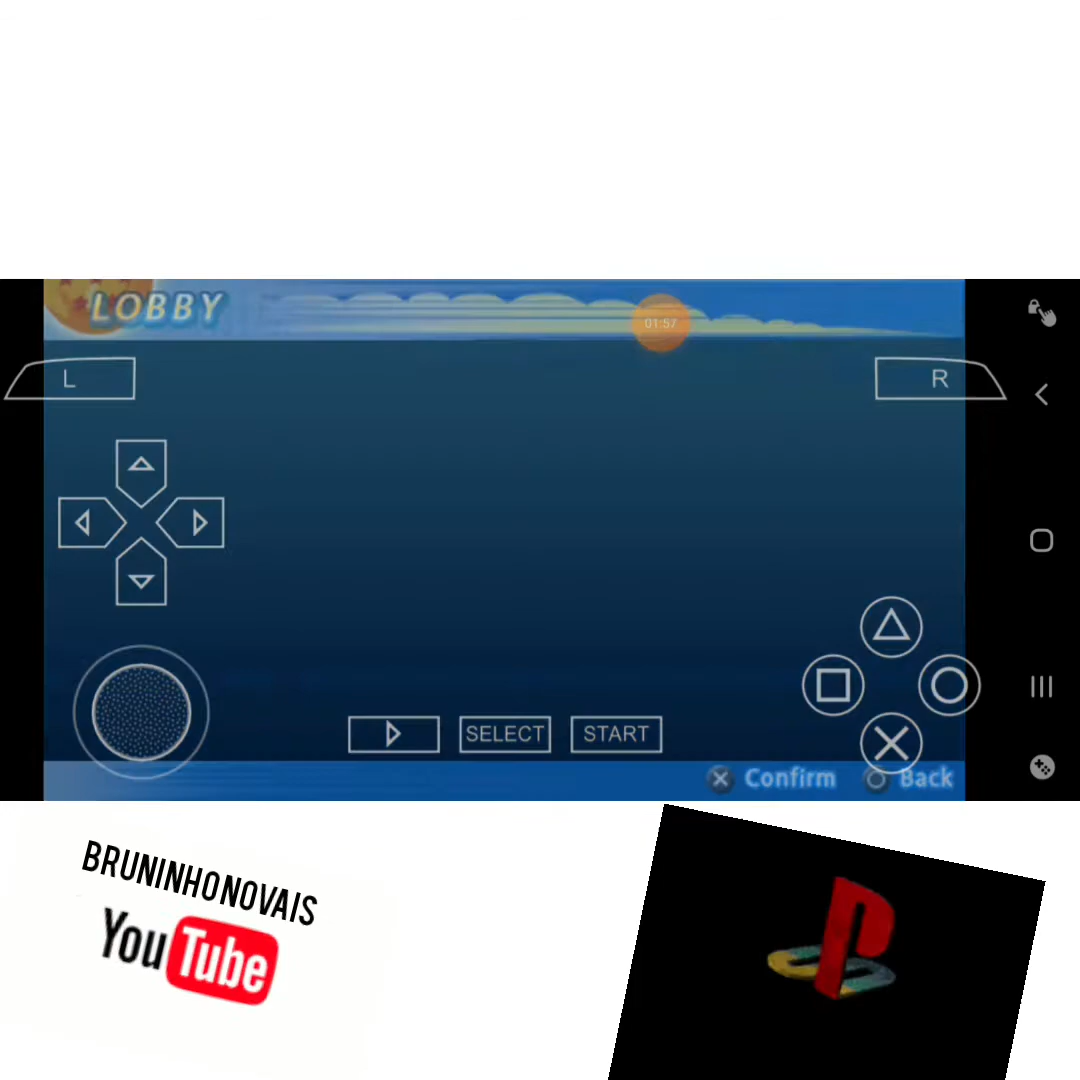 LOBBY
01:57
L
R
SELECT START
Confirm Back
BRUNINHONOVAIS
YouTube